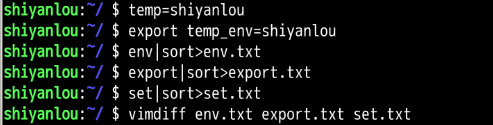 shiyanlou:~/ $ temp=shiyanlou
shiyanlou:~/ $ export temp_env=shiyanlou
shiyanlou:~/ $ env|sort>env.txt
shiyanlou:~/ $ export|sort>export.txt
shiyanlou:~/ $ set|sort>set.txt
shiyanlou:~/ $ vimdiff env.txt export.txt set.txt